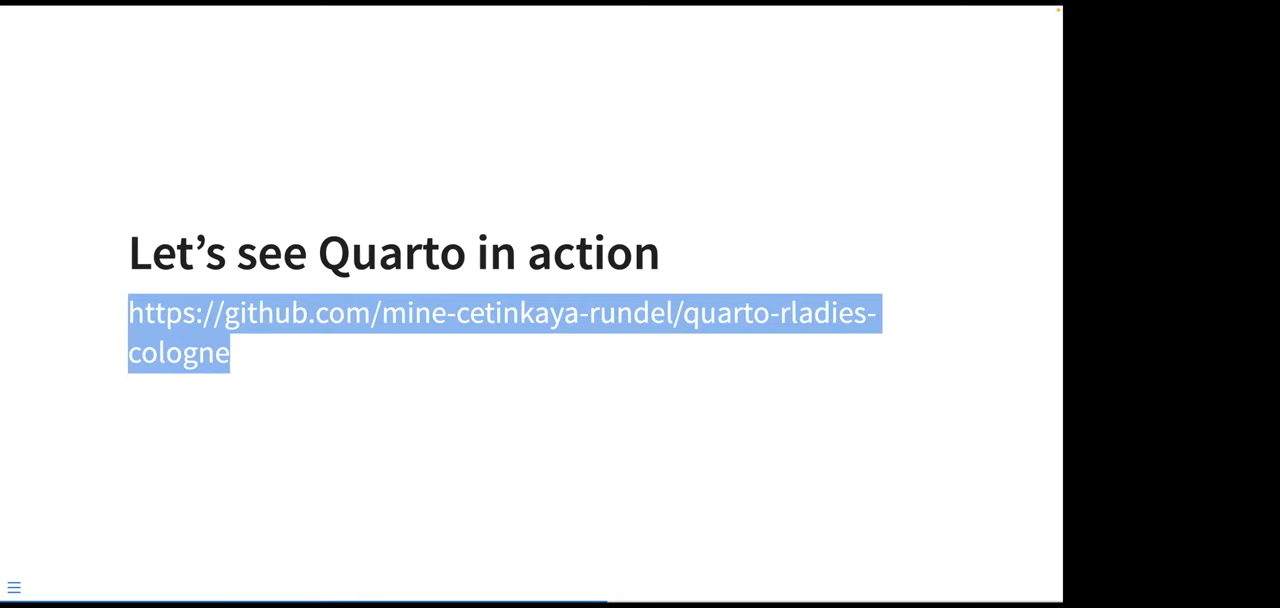 Let’s see Quarto in action
https://github.com/mine-cetinkaya-rundel/quarto-rladies-
cologne